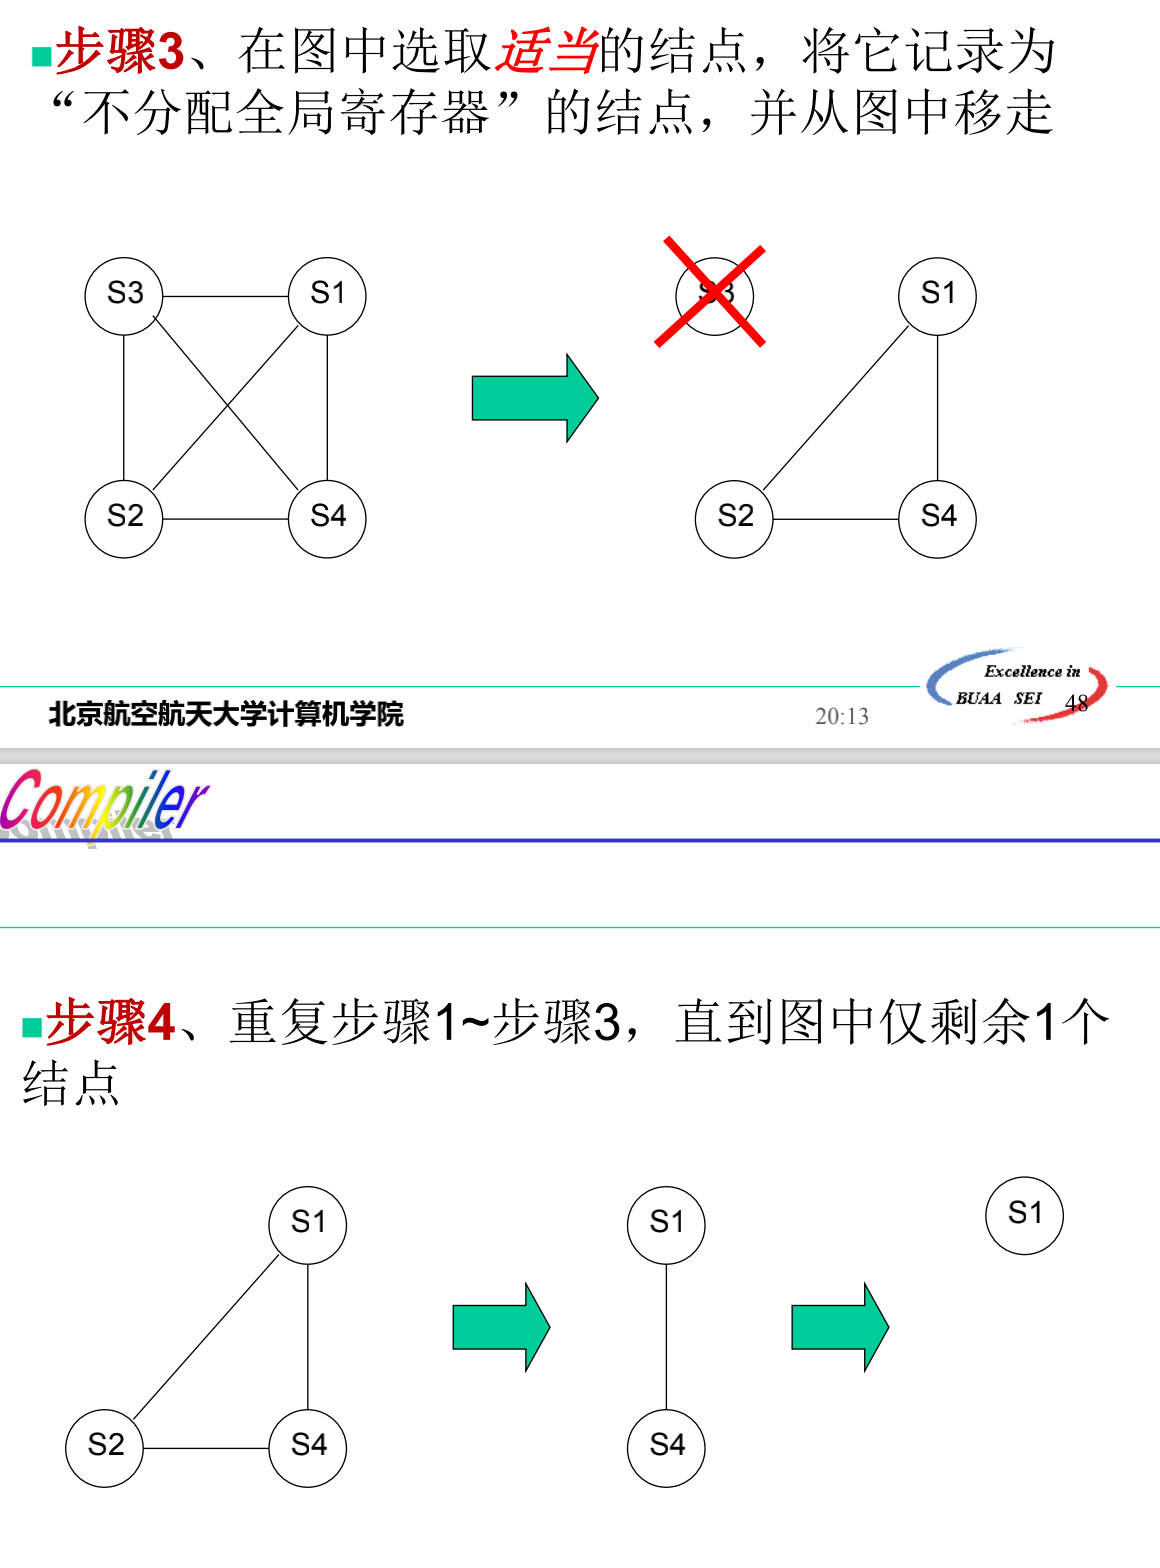 步骤3、在图中选取适当的结点，将它记录为
“不分配全局寄存器”的结点，并从图中移走
S3 S1 S3 S1
S2 S4 S2 S4
Excellence in
BUAA SEI 48
北京航空航天大学计算机学院 20:13
Compiler
步骤4、重复步骤1~步骤3，直到图中仅剩余1个
结点
S1 S1 S1
S2 S4 S4